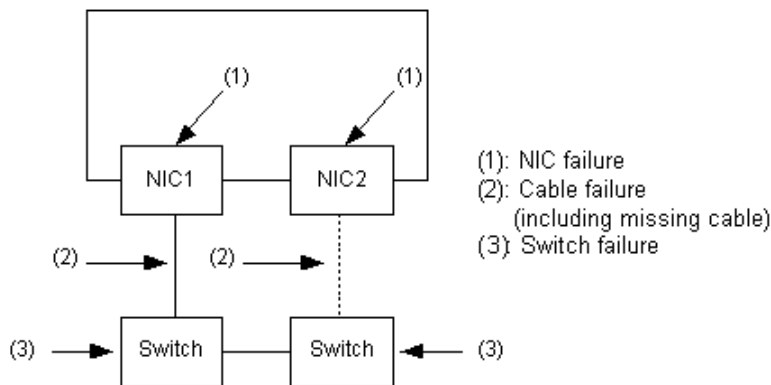 (1)
(1)
NIC1
NIC2
(1): NIC failure
(2): Cable failure
(including missing cable)
(3): Switch failure
(2)
(2)
(3)
Switch
Switch
(3)